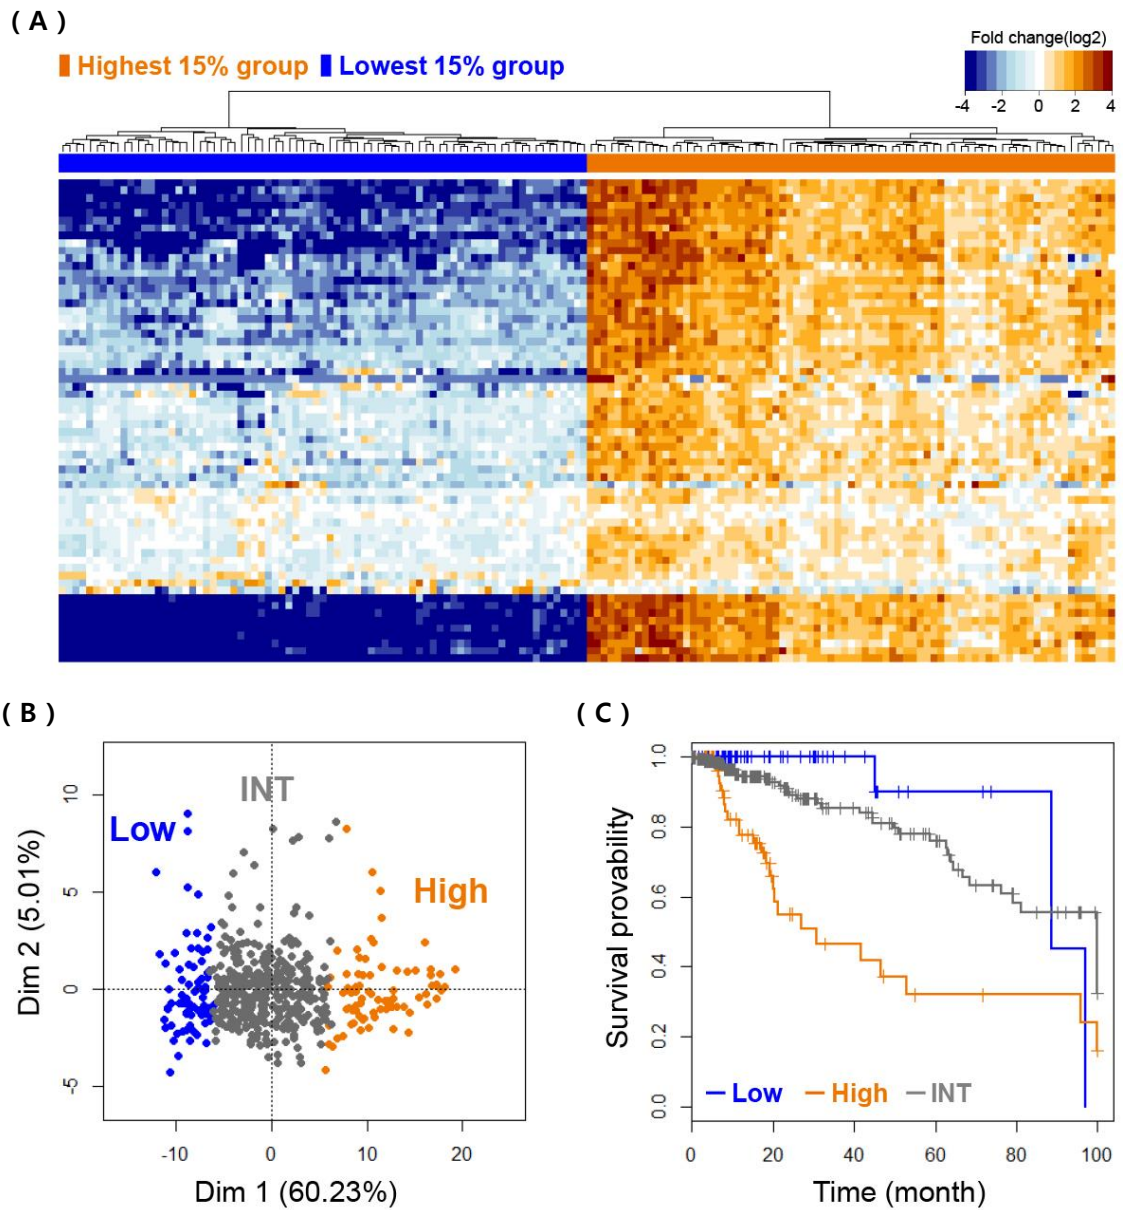 ( A )
Fold change(log2)
Highest 15% group Lowest 15% group
-4 -2 0 2 4
( B )
( C )
INT
Low
High
Dim 2 (5.01%)
10
5
0
-5
-10 0 10 20
Dim 1 (60.23%)
Survival provability
1.0
0.8
0.6
0.4
0.2
0.0
Low High INT
0 20 40 60 80 100
Time (month)